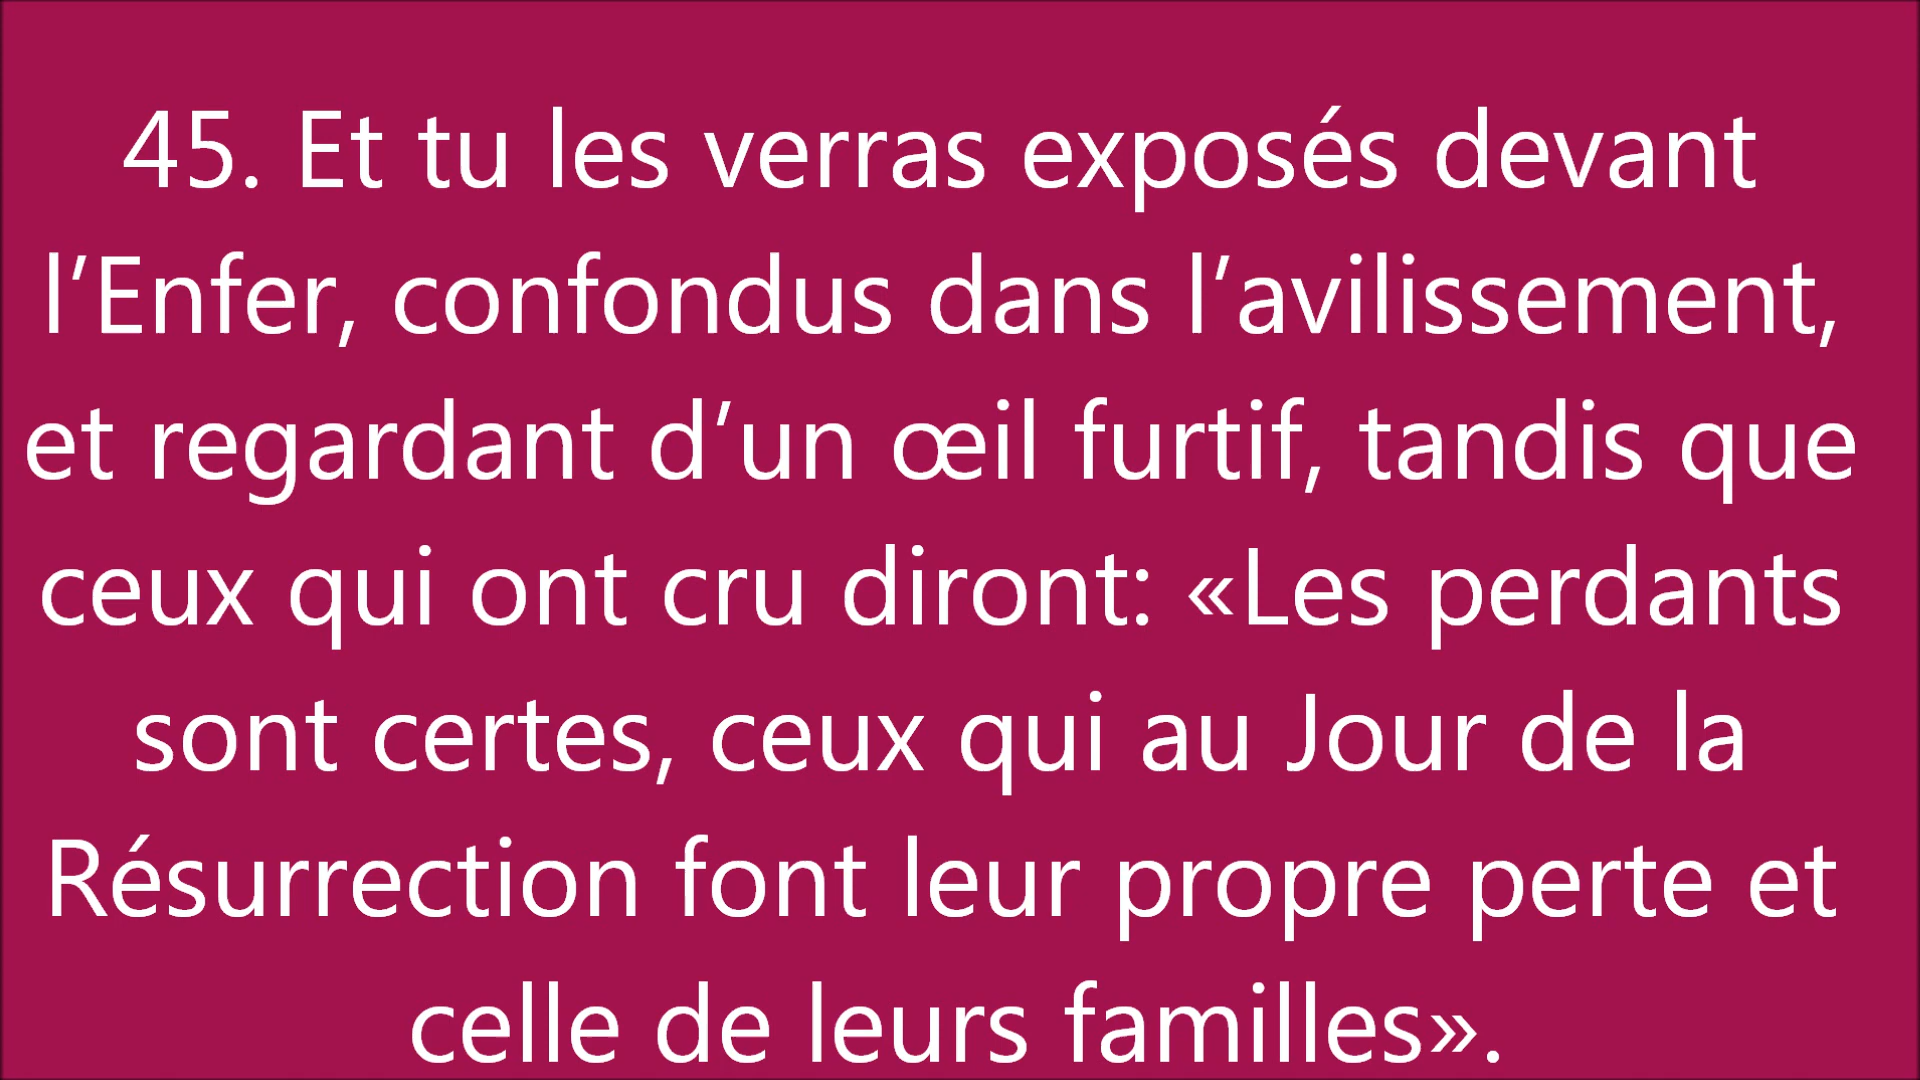 45. Et tu les verras exposés devant
l’Enfer, confondus dans l’avilissement,
et regardant d’un œil furtif, tandis que
ceux qui ont cru diront: «Les perdants
sont certes, ceux qui au Jour de la
Résurrection font leur propre perte et
celle de leurs familles».